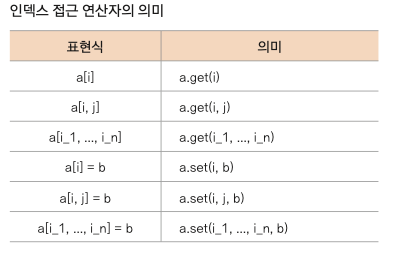 인덱스 접근 연산자의 의미
표현식 의미
a[i] a.get(i)
a[i, j] a.get(i, j)
a[i_1, ..., i_n] a.get(i_1, ..., i_n)
a[i] = b a.set(i, b)
a[i, j] = b a.set(i, j, b)
a[i_1, ..., i_n] = b a.set(i_1, ..., i_n, b)